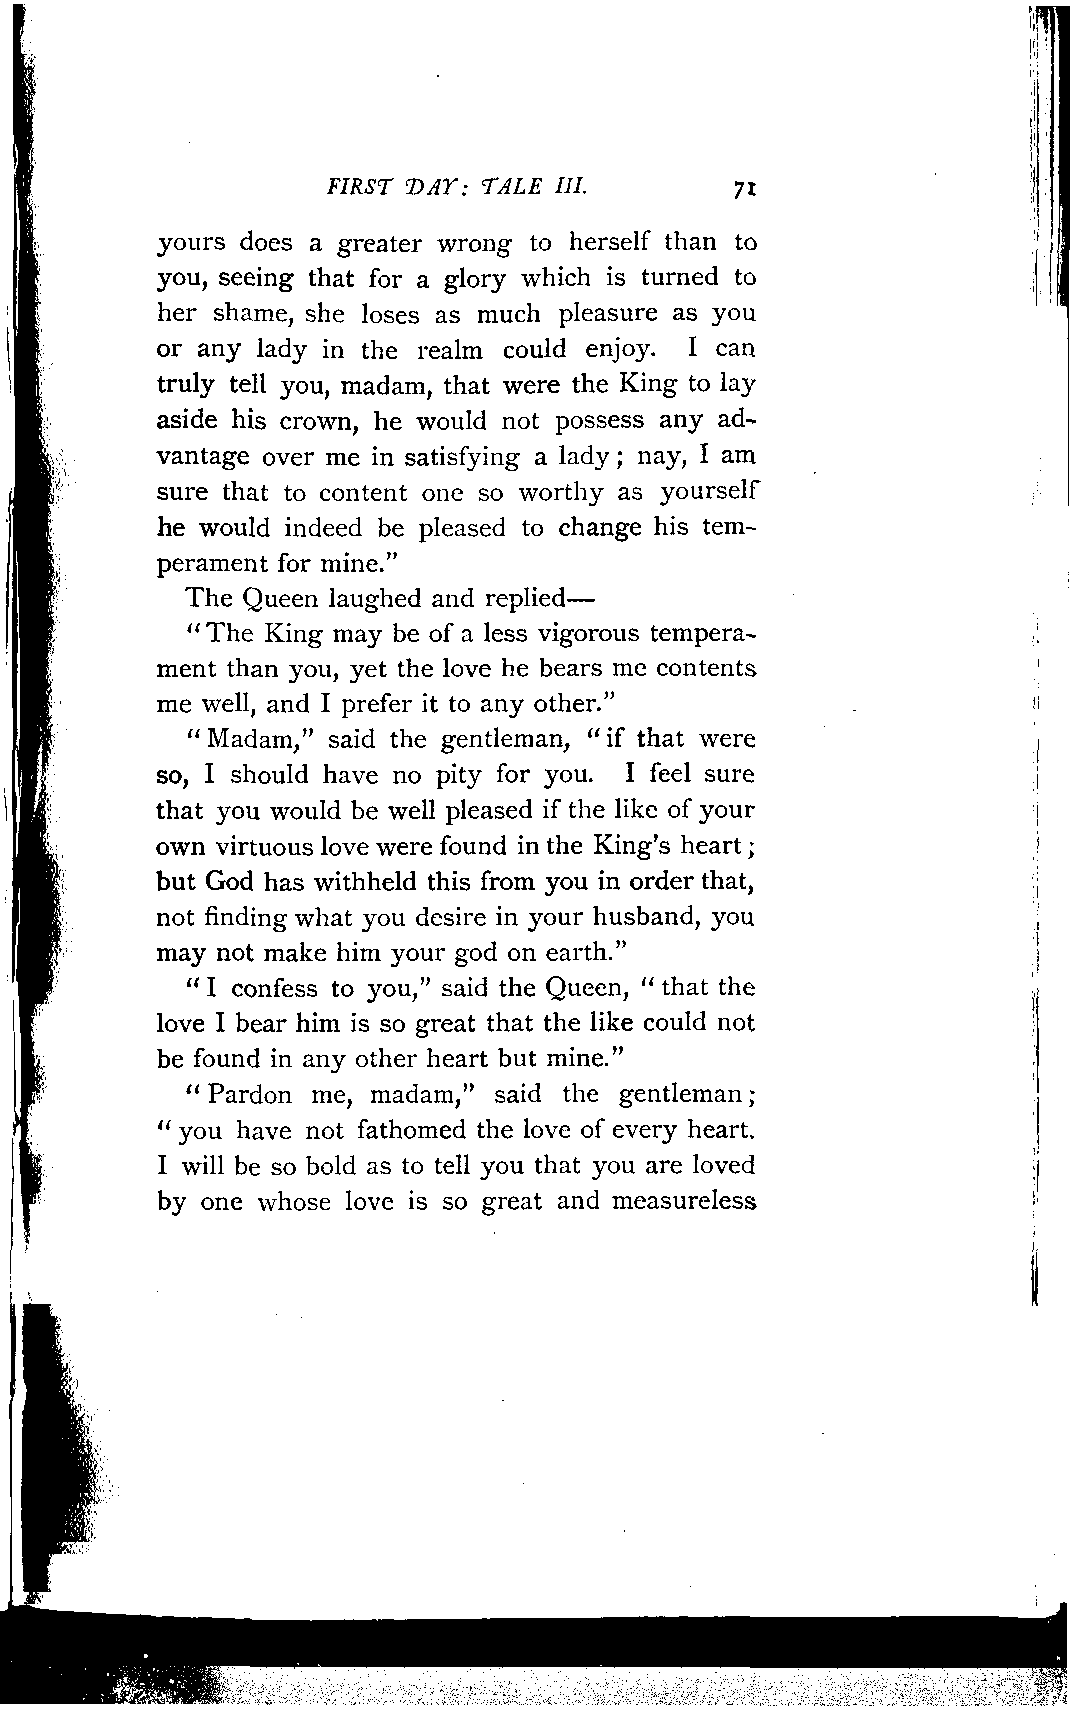 FIRST DAY: TALE III. 71
yours does a greater wrong to herself than to
you, seeing that for a glory which is turned to
her shame, she loses as much pleasure as you
or any lady in the realm could enjoy. I can
truly tell you, madam, that were the King to lay
aside his crown, he would not possess any ad-
vantage over me in satisfying a lady; nay, I am
sure that to content one so worthy as yourself
he would indeed be pleased to change his tem-
perament for mine."
The Queen laughed and replied—
"The King may be of a less vigorous tempera-
ment than you, yet the love he bears me contents
me well, and I prefer it to any other."
"Madam," said the gentleman, "if that were
so, I should have no pity for you. I feel sure
that you would be well pleased if the like of your
own virtuous love were found in the King's heart;
but God has withheld this from you in order that,
not finding what you desire in your husband, you
may not make him your god on earth."
"I confess to you," said the Queen, "that the
love I bear him is so great that the like could not
be found in any other heart but mine."
"Pardon me, madam," said the gentleman;
"you have not fathomed the love of every heart.
I will be so bold as to tell you that you are loved
by one whose love is so great and measureless